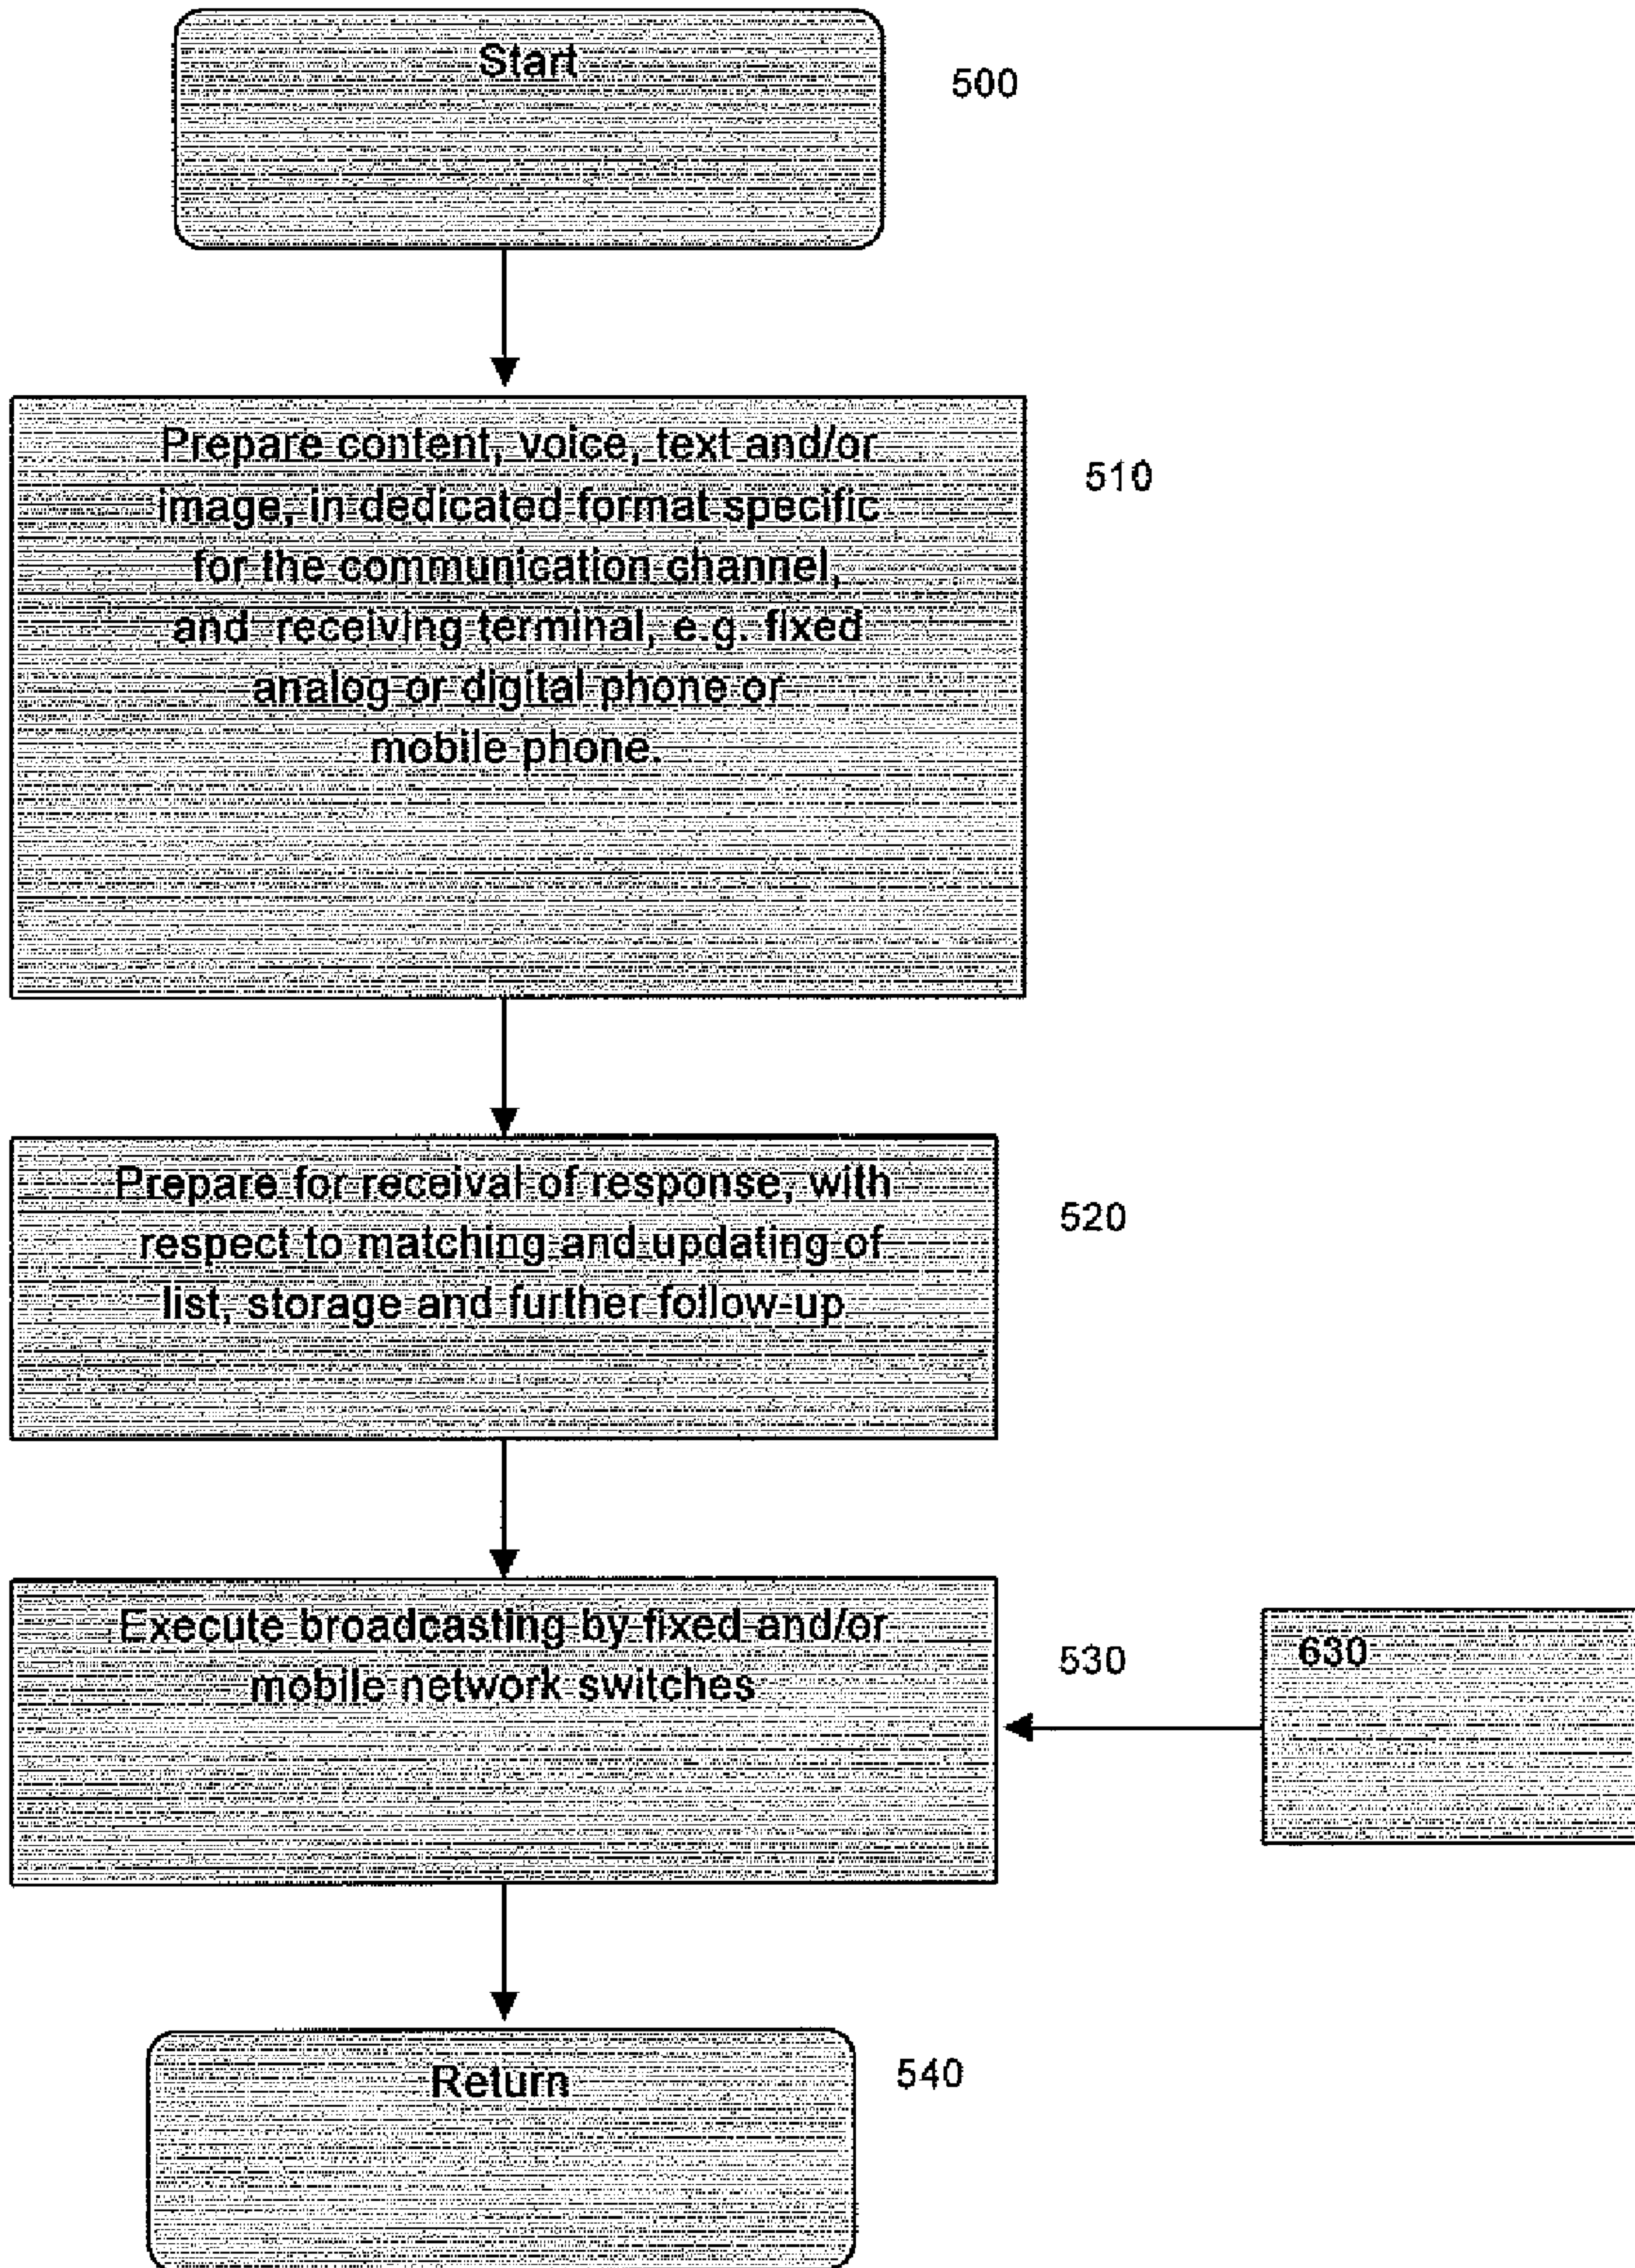 Start
500
Prepare content, voice, text and/or
image, in dedicated format specific
for the communication channel,
and receiving terminal, e.g. fixed
analog or digital phone or
mobile phone.
510
Prepare for receival of response, with
respect to matching and updating of
list, storage and further follow-up
520
Execute broadcasting by fixed and/or
mobile network switches
530
630
Return
540